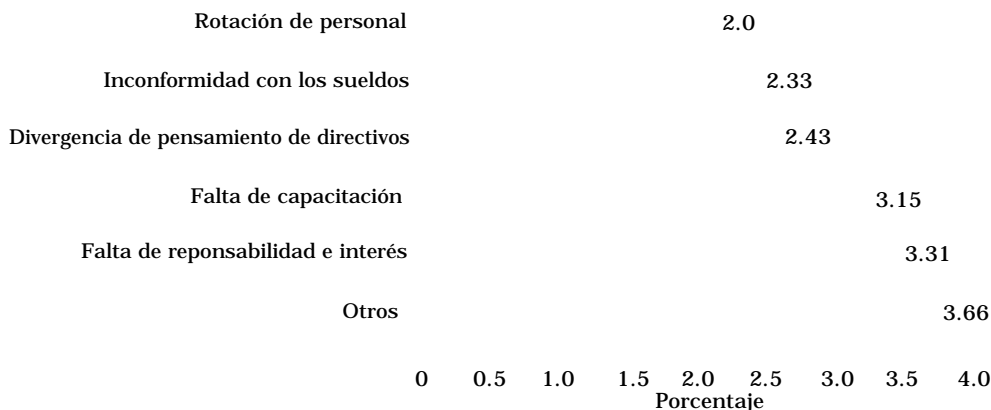 Rotación de personal 2.0
Inconformidad con los sueldos 2.33
Divergencia de pensamiento de directivos 2.43
Falta de capacitación 3.15
Falta de reponsabilidad e interés 3.31
Otros 3.66
0 0.5 1.0 1.5 2.0 2.5 3.0 3.5 4.0
Porcentaje